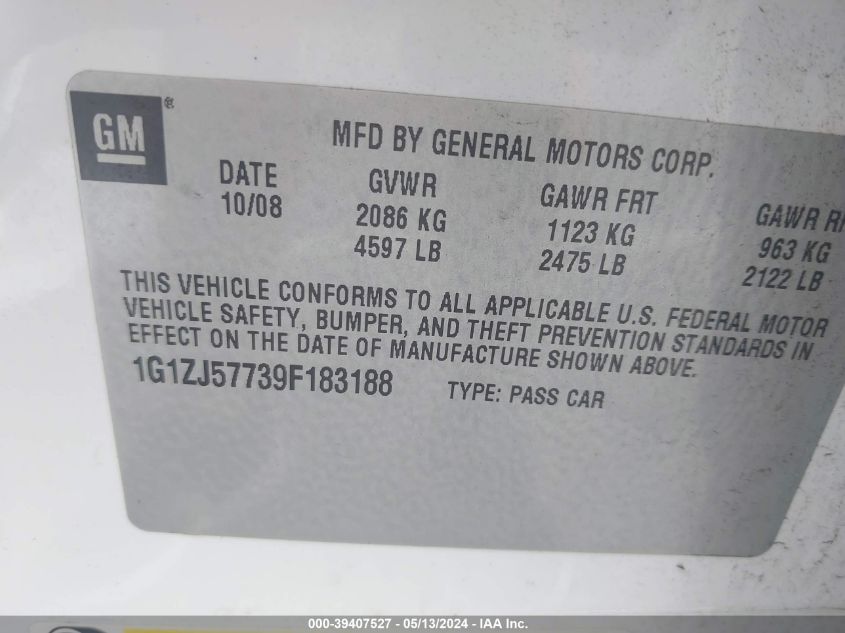 GM®
MFD BY GENERAL MOTORS CORP.
DATE GVWR GAWR FRT GAWR
10/08 2086 KG 1123 KG 963 KG
4597 LB 2475 LB 2122 LB
THIS VEHICLE CONFORMS TO ALL APPLICABLE U.S. FEDERAL MOTOR
VEHICLE SAFETY, BUMPER, AND THEFT PREVENTION STANDARDS IN
EFFECT ON THE DATE OF MANUFACTURE SHOWN ABOVE.
1G1ZJ57739F183188 TYPE: PASS CAR
000-39407527 - 05/13/2024 - IAA Inc.